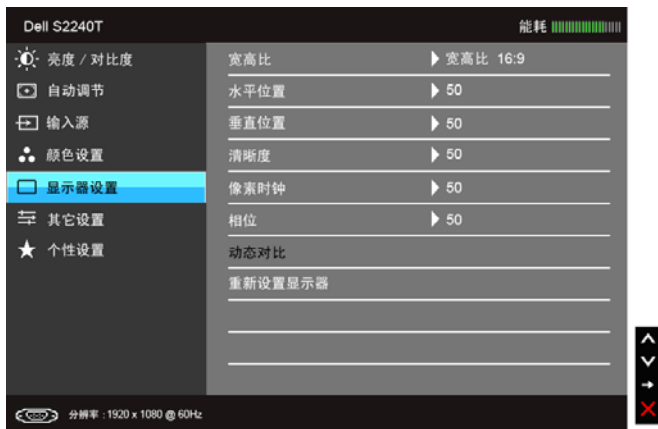 Dell S2240T
能耗
亮度 / 对比度
自动调节
输入源
颜色设置
显示器设置
其它设置
个性设置
宽高比 宽高比 16:9
水平位置 50
垂直位置 50
清晰度 50
像素时钟 50
相位 50
动态对比
重新设置显示器
分辨率 : 1920 x 1080 @ 60Hz